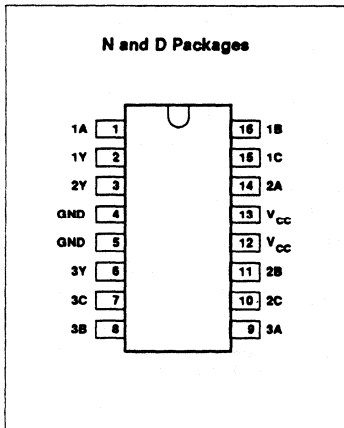 N and D Packages
1A 1 16 1B
1Y 2 15 1C
2Y 3 14 2A
GND 4 13 VCC
GND 5 12 VCC
3Y 6 11 2B
3C 7 10 2C
3B 8 9 3A